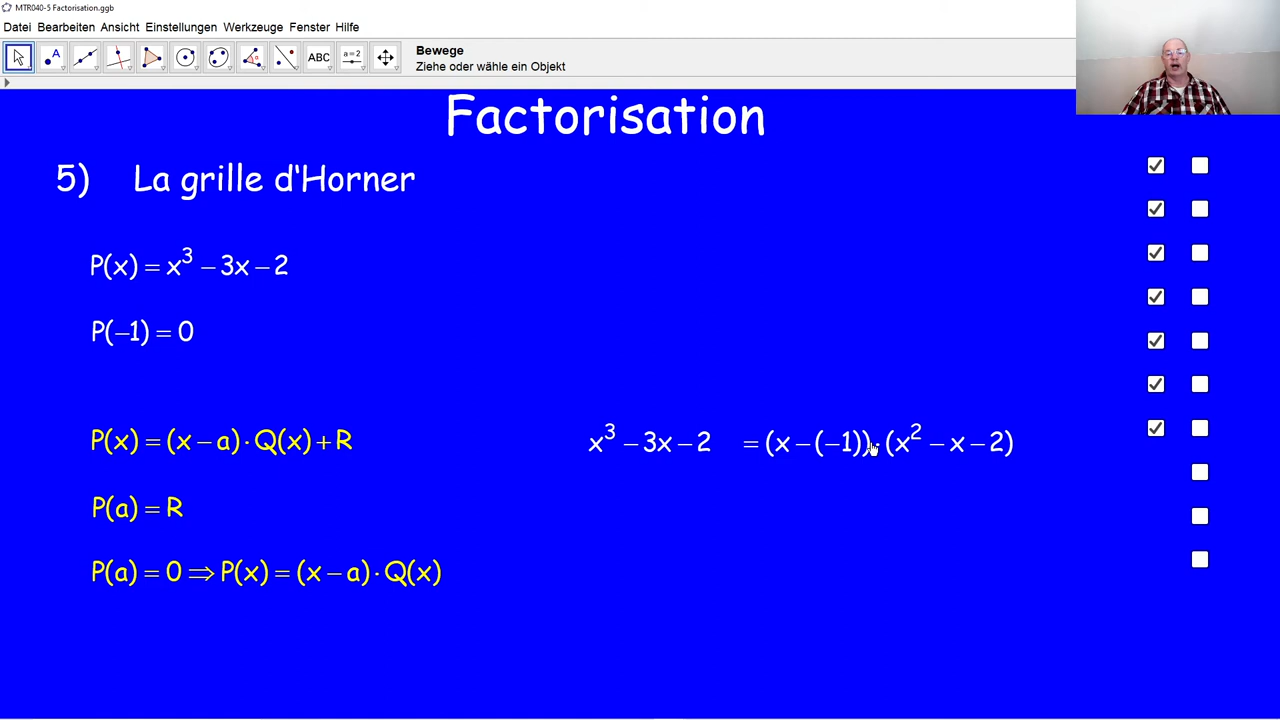 MTR040-5 Factorisation.ggb
Datei Bearbeiten Ansicht Einstellungen Werkzeuge Fenster Hilfe
A ABC a=2
Bewege
Ziehe oder wähle ein Objekt
Factorisation
5) La grille d'Horner
P(x) = x³ – 3x – 2
P(–1) = 0
P(x) = (x – a) · Q(x) + R
x³ – 3x – 2 = (x – (–1)) · (x² – x – 2)
P(a) = R
P(a) = 0 ⇒ P(x) = (x – a) · Q(x)